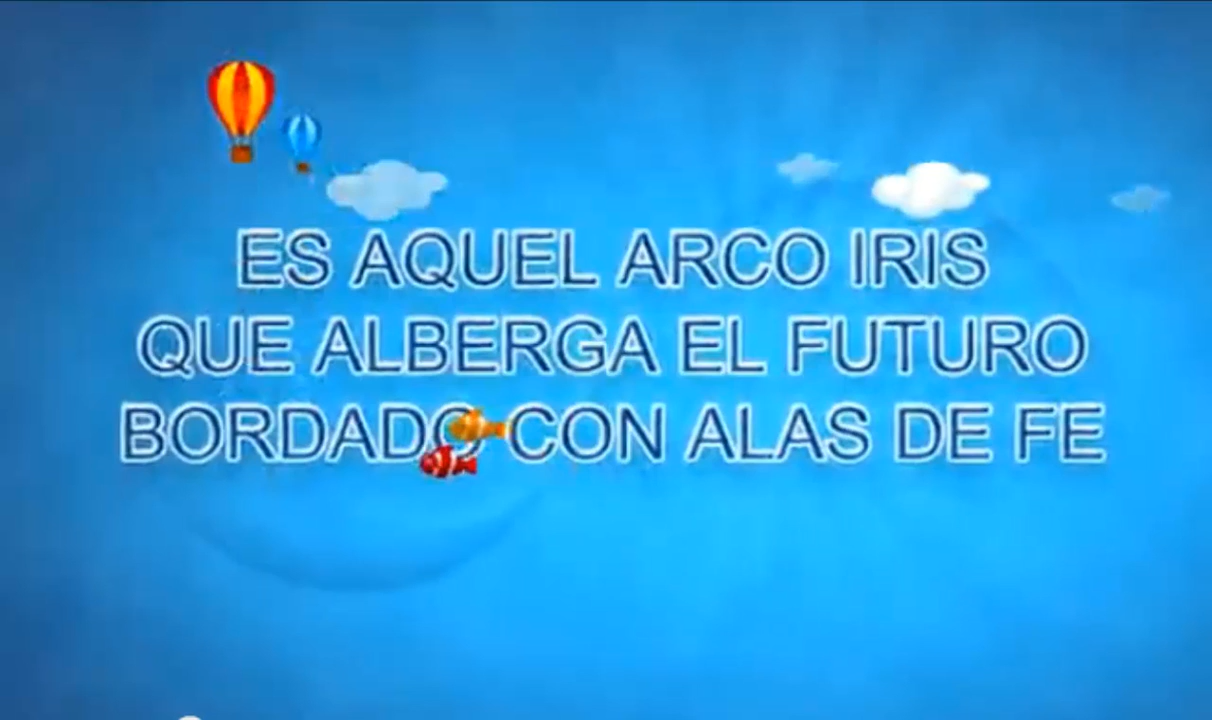 ES AQUEL ARCO IRIS
QUE ALBERGA EL FUTURO
BORDADO CON ALAS DE FE